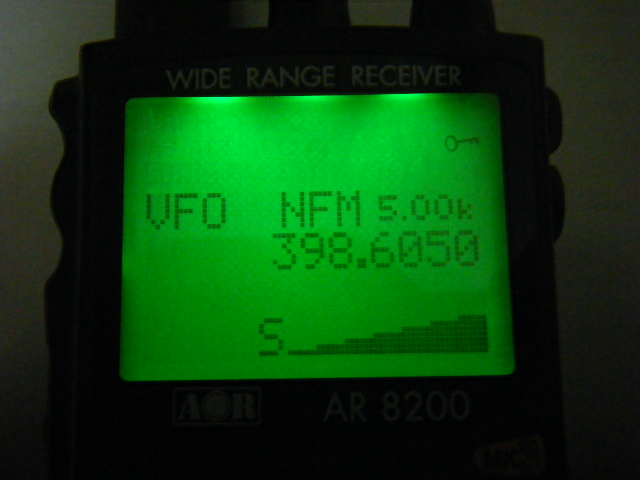 WIDE RANGE RECEIVER
VFO NFM 5.00k
398.6050
S
AOR AR 8200